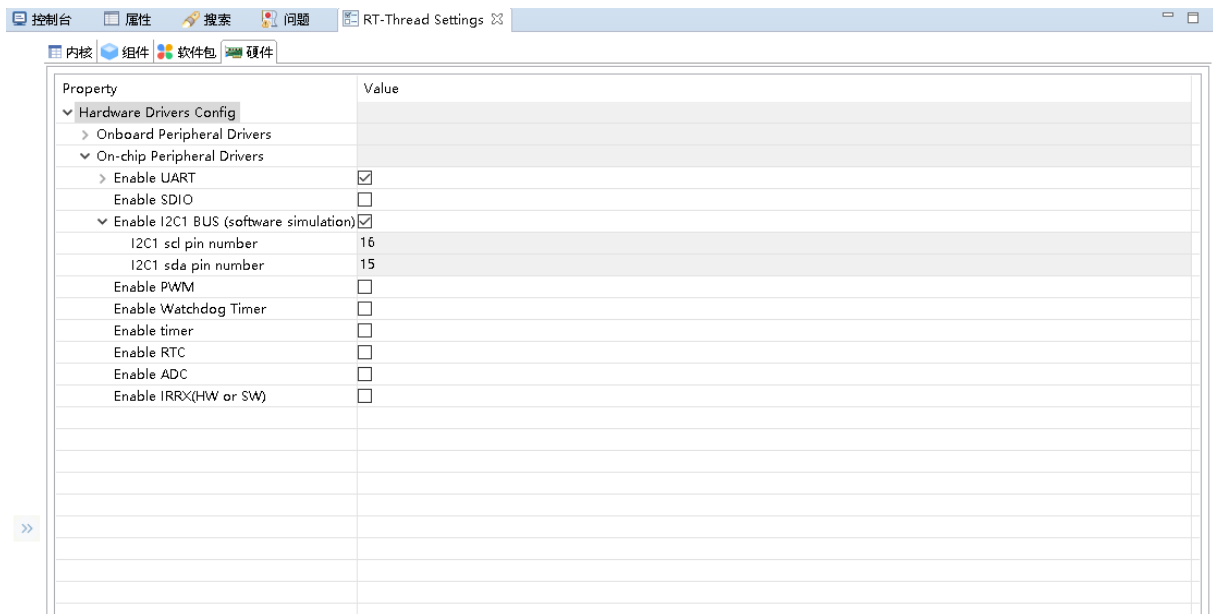 控制台 属性 搜索 问题 RT-Thread Settings
内核 组件 软件包 硬件
Property Value
Hardware Drivers Config
Onboard Peripheral Drivers
On-chip Peripheral Drivers
Enable UART
Enable SDIO
Enable I2C1 BUS (software simulation)
I2C1 scl pin number 16
I2C1 sda pin number 15
Enable PWM
Enable Watchdog Timer
Enable timer
Enable RTC
Enable ADC
Enable IRRX(HW or SW)